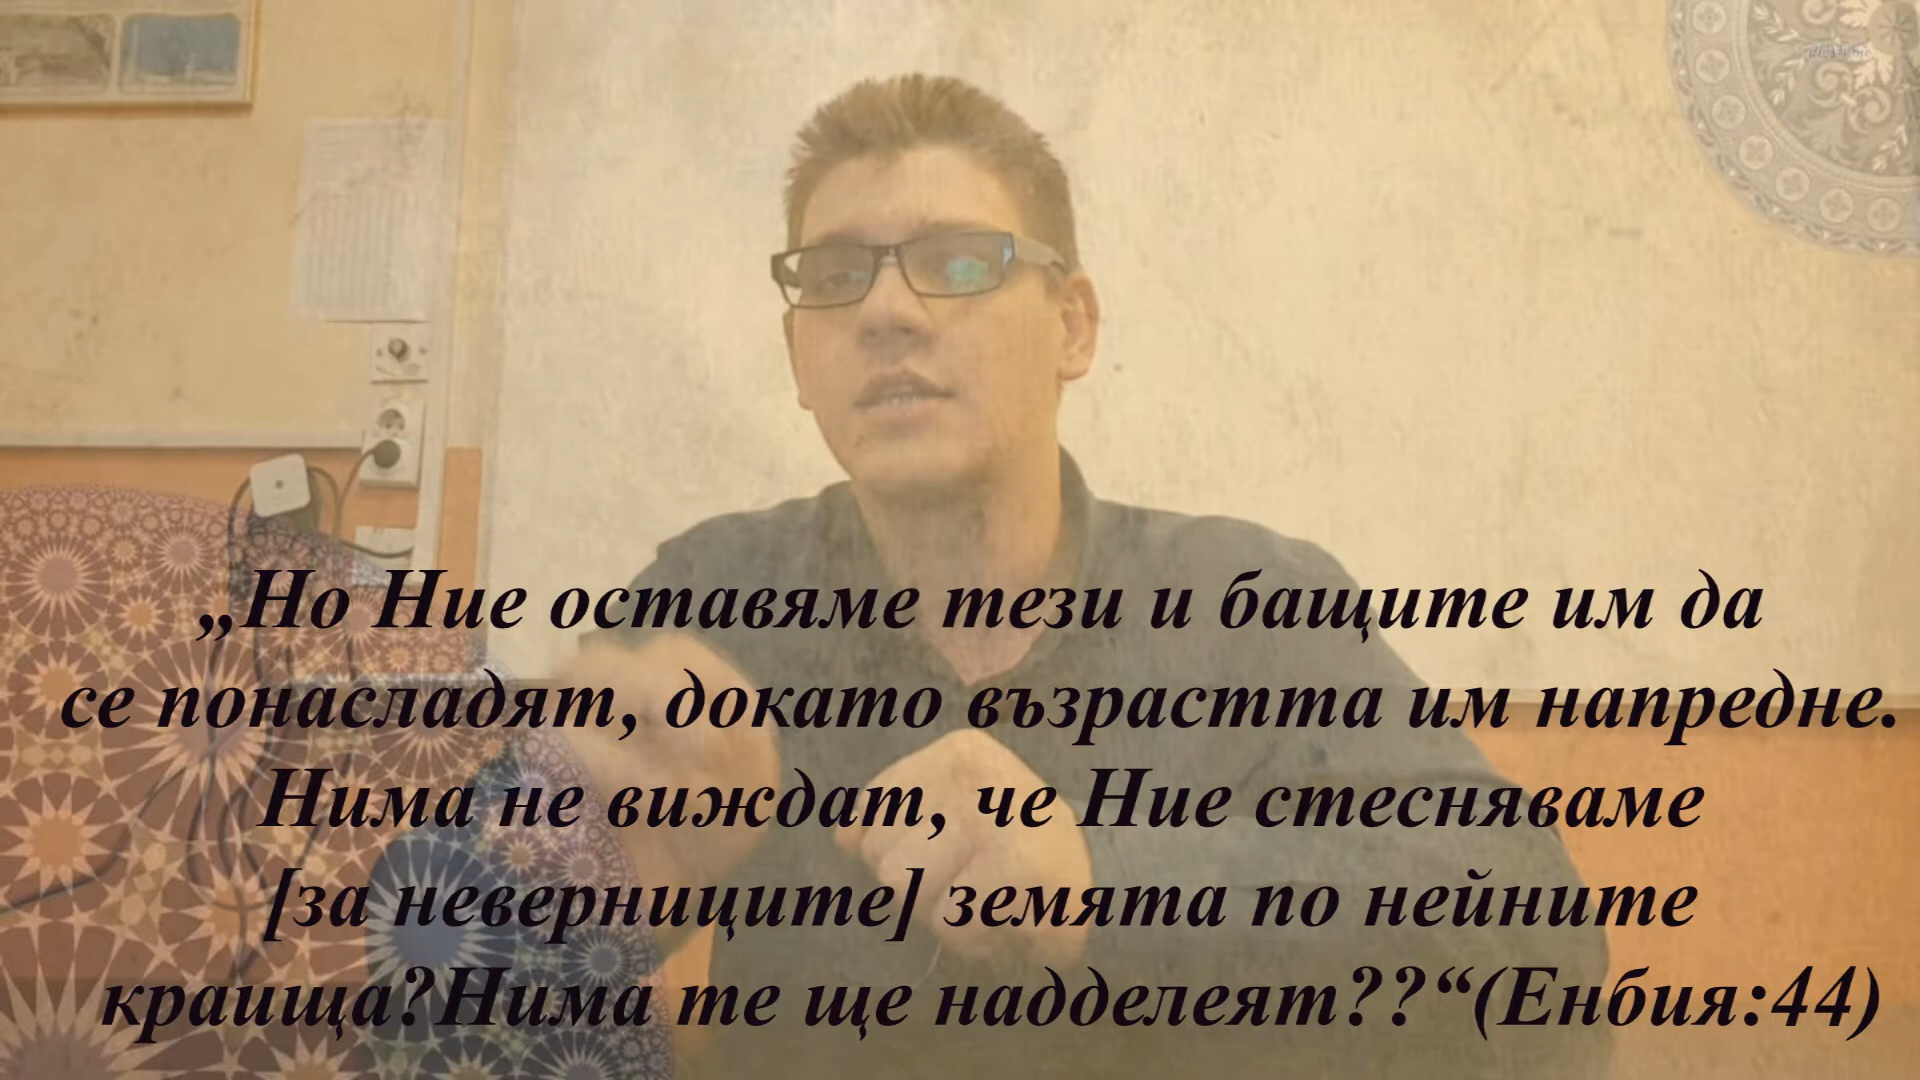 „Но Ние оставяме тези и бащите им да
се понасладят, докато възрастта им напредне.
Нима не виждат, че Ние стесняваме
[за неверниците] земята по нейните
краища?Нима те ще надделеят??“(Енбия:44)